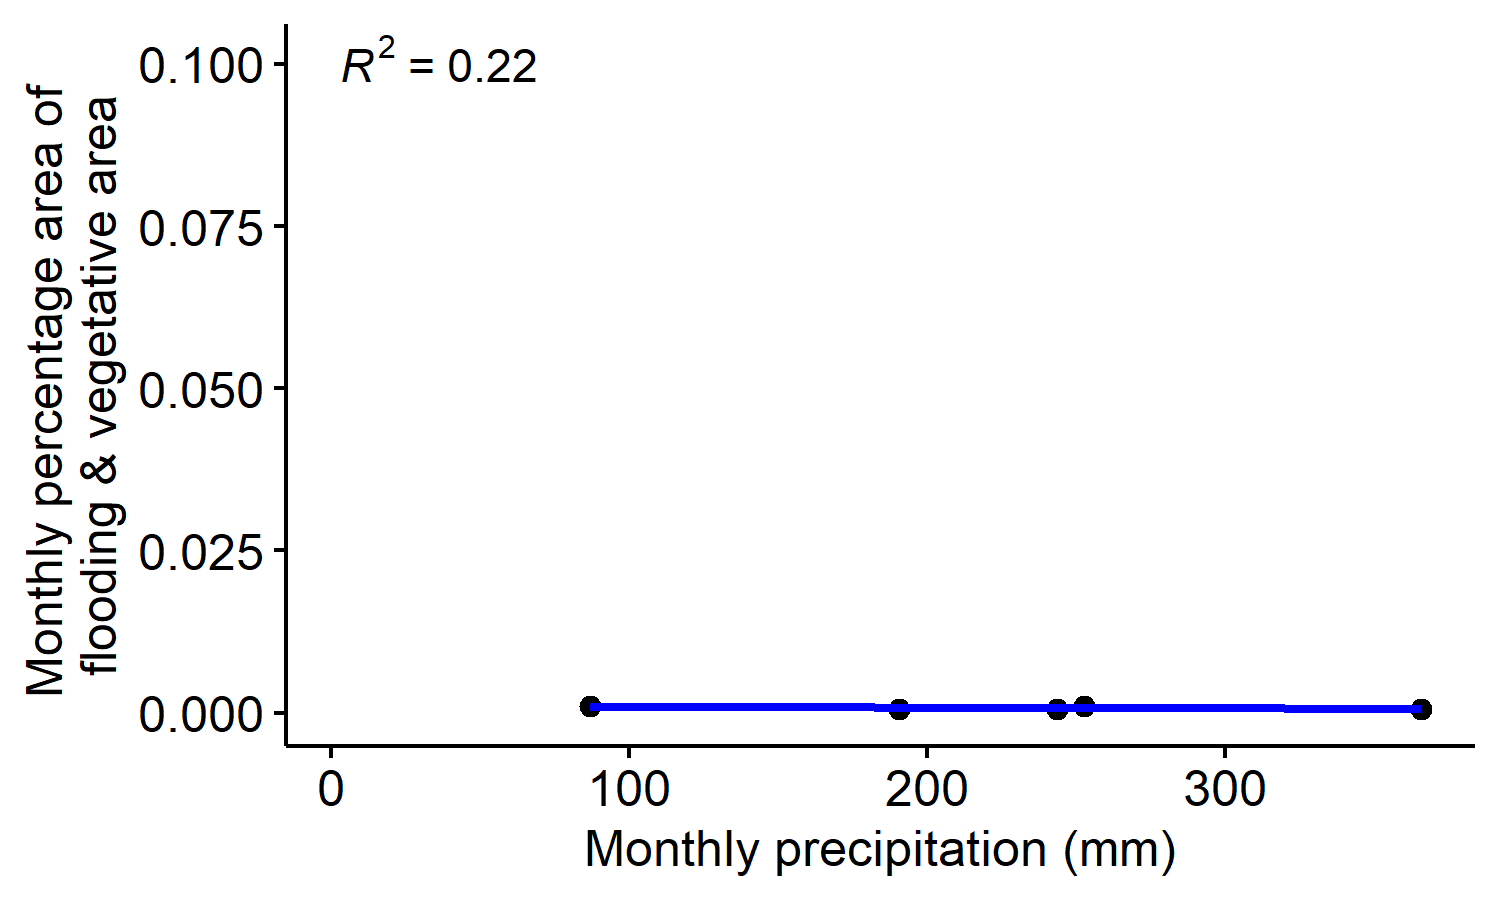 Monthly percentage area of
flooding & vegetative area
0.100
0.075
0.050
0.025
0.000
R² = 0.22
0 100 200 300
Monthly precipitation (mm)